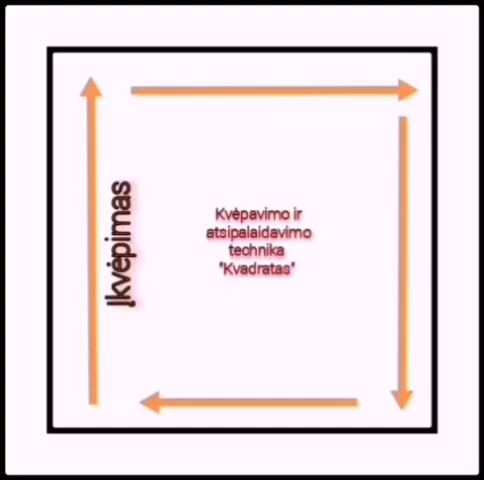 Įkvėpimas
Kvėpavimo ir
atsipalaidavimo
technika
"Kvadratas"